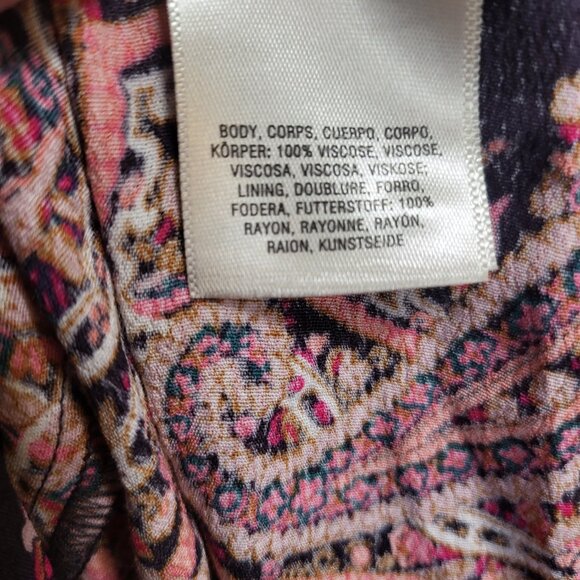 BODY, CORPS, CUERPO, CORPO,
KÖRPER: 100% VISCOSE, VISCOSE,
VISCOSA, VISCOSA, VISKOSE;
LINING, DOUBLURE, FORRO,
FODERA, FUTTERSTOFF: 100%
RAYON, RAYONNE, RAYÓN,
RAION, KUNSTSEIDE